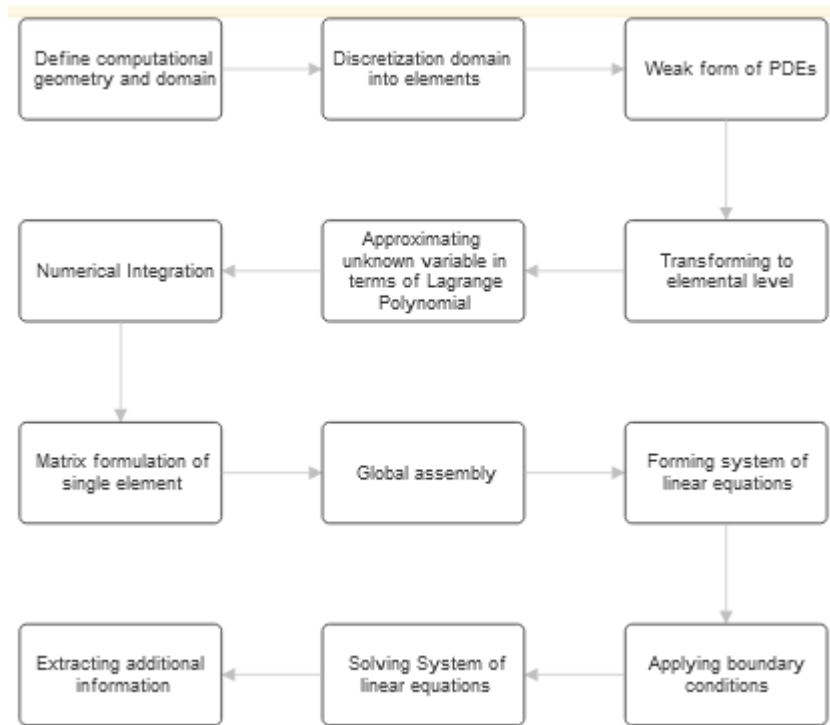 Define computational
geometry and domain
Discretization domain
into elements
Weak form of PDEs
Transforming to
elemental level
Approximating
unknown variable in
terms of Lagrange
Polynomial
Numerical Integration
Matrix formulation of
single element
Global assembly
Forming system of
linear equations
Applying boundary
conditions
Solving System of
linear equations
Extracting additional
information